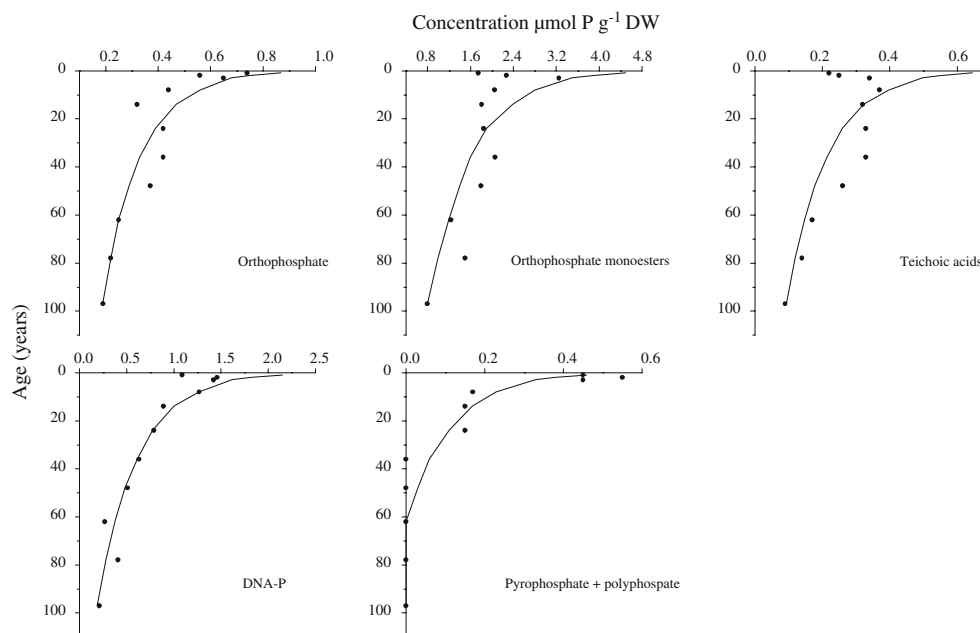 Concentration µmol P g⁻¹ DW
0.2 0.4 0.6 0.8 1.0
0.8 1.6 2.4 3.2 4.0 4.8
0.0 0.2 0.4 0.6
0
20
40
60
80
100
Orthophosphate
0
20
40
60
80
100
Orthophosphate monoesters
0
20
40
60
80
100
Teichoic acids
Age (years)
0.0 0.5 1.0 1.5 2.0 2.5
0.0 0.2 0.4 0.6
0
20
40
60
80
100
DNA-P
0
20
40
60
80
100
Pyrophosphate + polyphospate